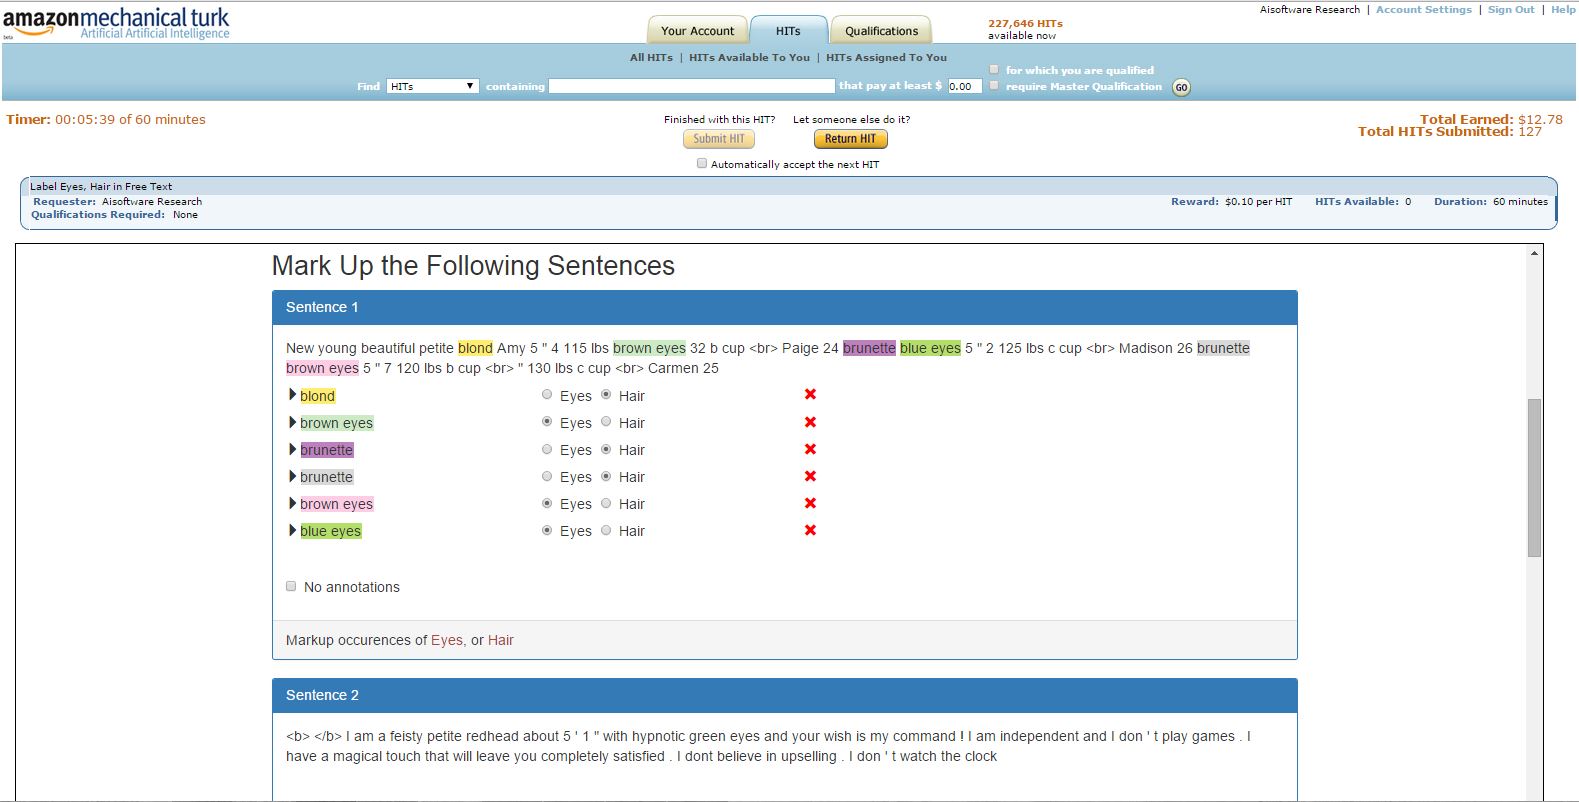 amazonmechanical turk
beta
Artificial Artificial Intelligence
Your Account
HITs
Qualifications
227,646 HITs
available now
Aisoftware Research | Account Settings | Sign Out | Help
All HITs | HITs Available To You | HITs Assigned To You
Find HITs containing that pay at least $ 0.00
for which you are qualified
require Master Qualification
GO
Timer: 00:05:39 of 60 minutes
Finished with this HIT? Let someone else do it?
Submit HIT Return HIT
Automatically accept the next HIT
Total Earned: $12.78
Total HITs Submitted: 127
Label Eyes, Hair in Free Text
Requester: Aisoftware Research Reward: $0.10 per HIT HITs Available: 0 Duration: 60 minutes
Qualifications Required: None
Mark Up the Following Sentences
Sentence 1
New young beautiful petite blond Amy 5 " 4 115 lbs brown eyes 32 b cup <br> Paige 24 brunette blue eyes 5 " 2 125 lbs c cup <br> Madison 26 brunette
brown eyes 5 " 7 120 lbs b cup <br> " 130 lbs c cup <br> Carmen 25
blond Eyes Hair
brown eyes Eyes Hair
brunette Eyes Hair
brunette Eyes Hair
brown eyes Eyes Hair
blue eyes Eyes Hair
No annotations
Markup occurences of Eyes, or Hair
Sentence 2
<b> </b> I am a feisty petite redhead about 5 ' 1 " with hypnotic green eyes and your wish is my command ! I am independent and I don ' t play games . I
have a magical touch that will leave you completely satisfied . I dont believe in upselling . I don ' t watch the clock